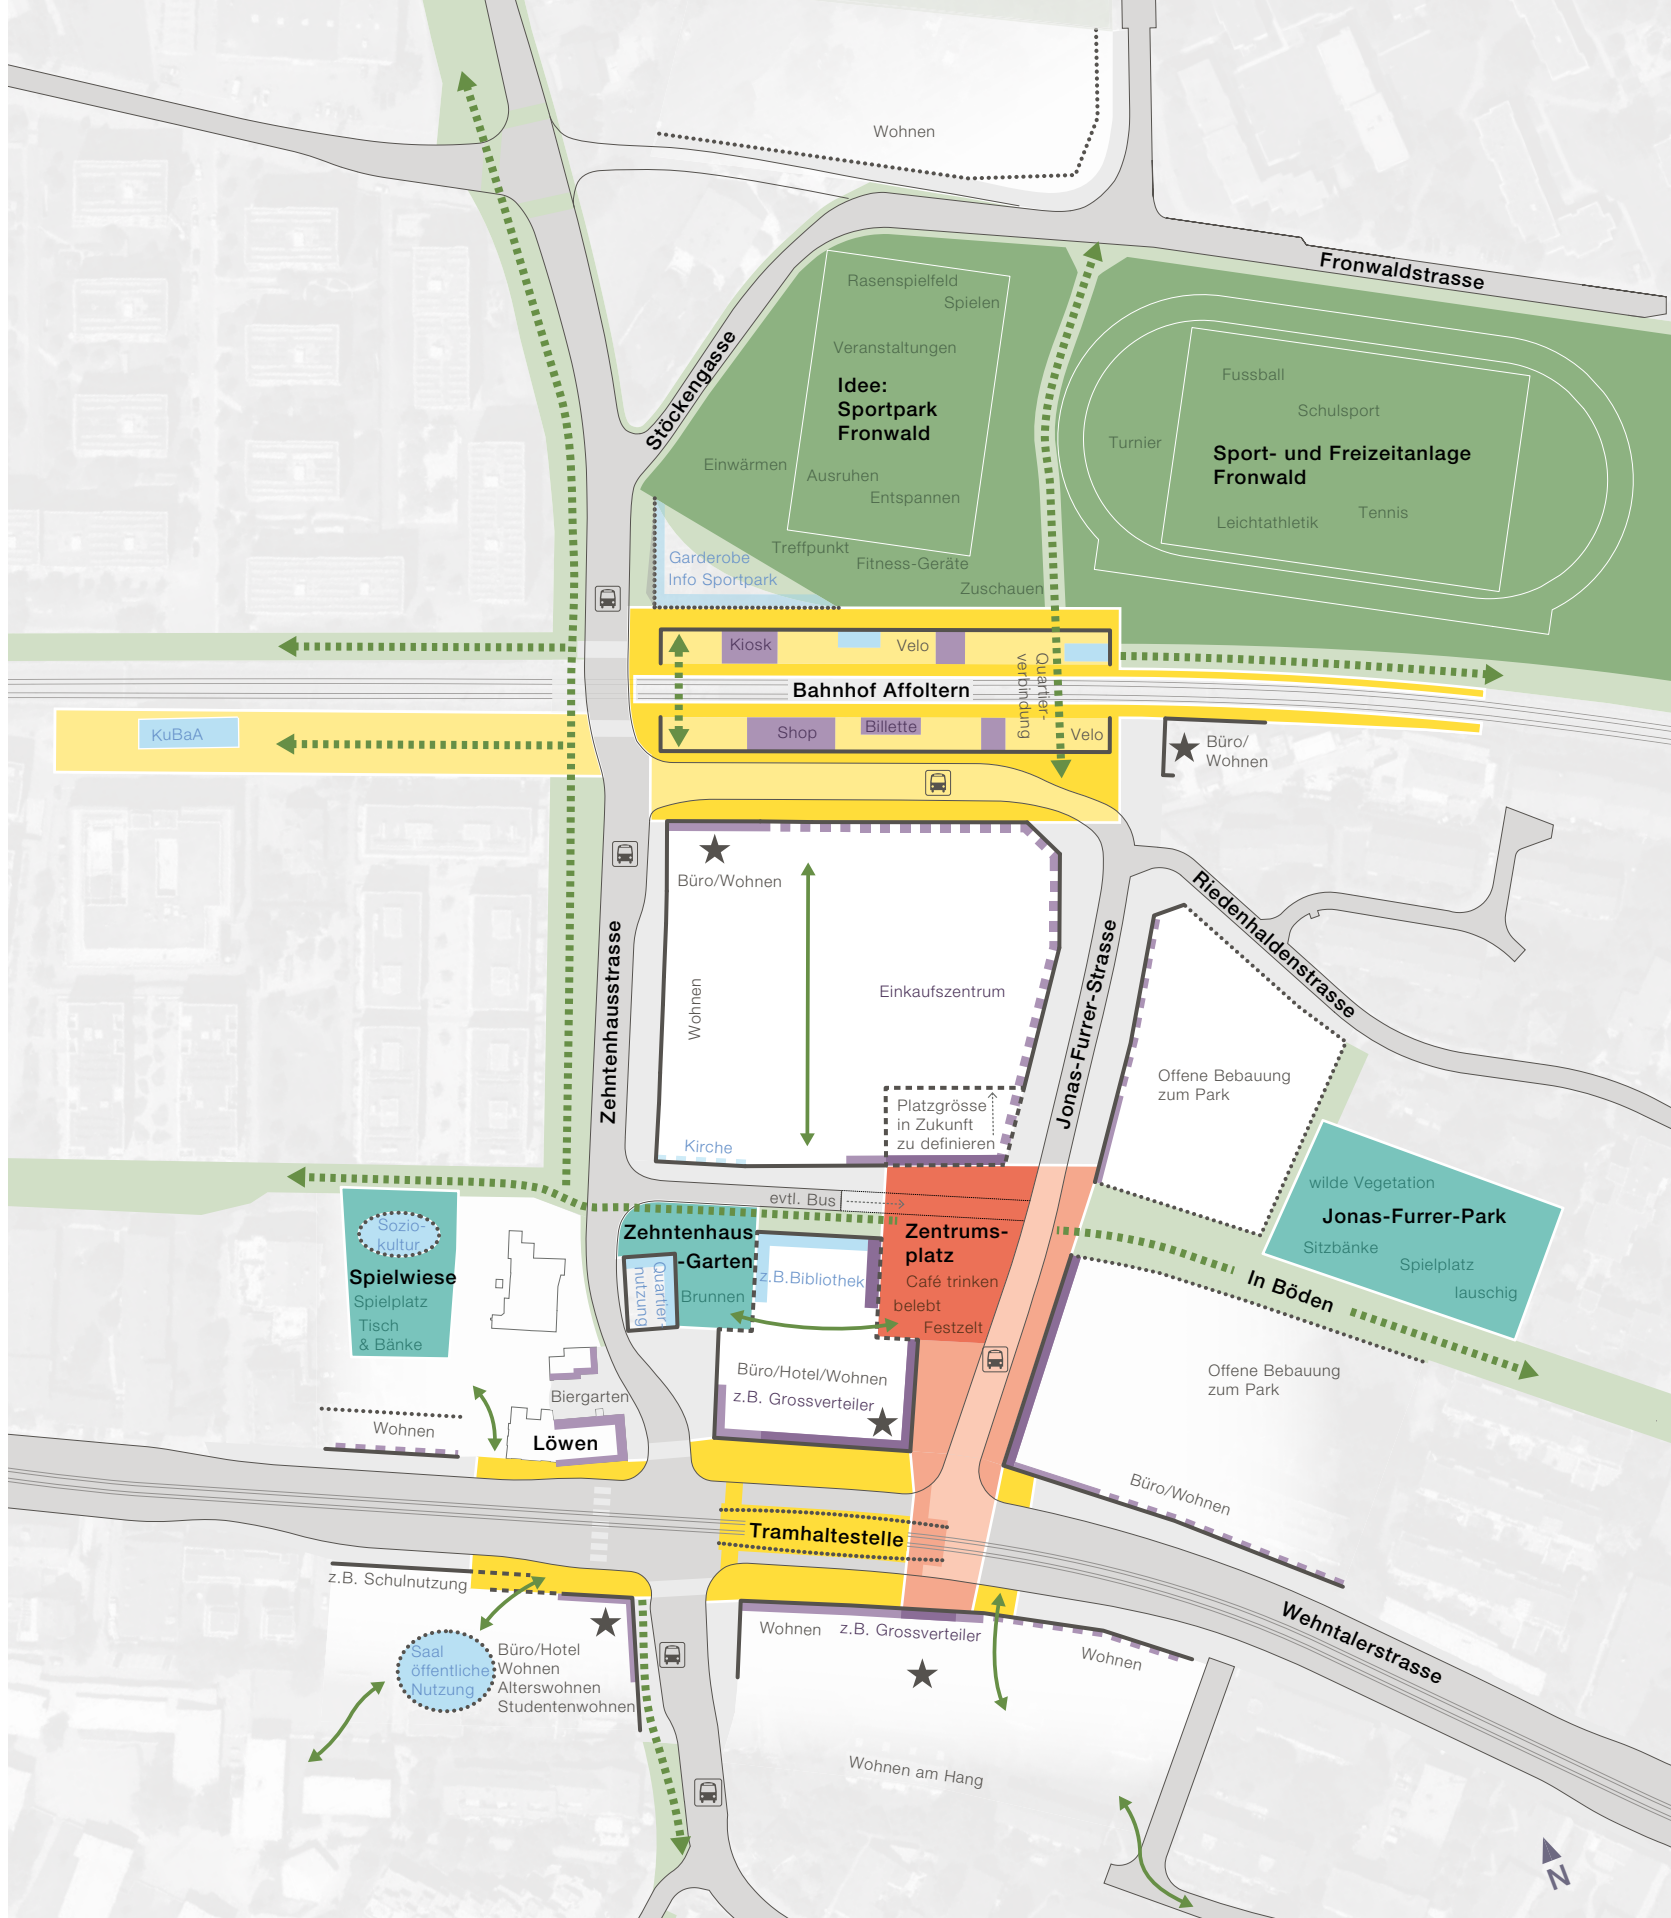 Wohnen
Fronwaldstrasse
Stöckengasse
Rasenspielfeld
Spielen
Veranstaltungen
Idee:
Sportpark
Fronwald
Einwärmen
Ausruhen
Entspannen
Treffpunkt
Fitness-Geräte
Zuschauen
Fussball
Schulsport
Turnier
Sport- und Freizeitanlage
Fronwald
Leichtathletik
Tennis
Garderobe
Info Sportpark
Kiosk
Velo
Quartier-
verbindung
Bahnhof Affoltern
KuBaA
Shop
Billette
Velo
Büro/
Wohnen
Büro/Wohnen
Wohnen
Einkaufszentrum
Zehntenhausstrasse
Jonas-Furrer-Strasse
Riedenhaldenstrasse
Offene Bebauung
zum Park
Platzgrösse
in Zukunft
zu definieren
Kirche
evtl. Bus
wilde Vegetation
Jonas-Furrer-Park
Sitzbänke
Spielplatz
lauschig
In Böden
Sozio-
kultur
Spielwiese
Spielplatz
Tisch
& Bänke
Zehntenhaus
-Garten
Quartier-
nutzung
Brunnen
z.B.Bibliothek
Zentrums-
platz
Café trinken
belebt
Festzelt
Büro/Hotel/Wohnen
z.B. Grossverteiler
Offene Bebauung
zum Park
Biergarten
Wohnen
Löwen
Büro/Wohnen
Tramhaltestelle
z.B. Schulnutzung
Wehntalerstrasse
Saal
öffentliche
Nutzung
Büro/Hotel
Wohnen
Alterswohnen
Studentenwohnen
Wohnen
z.B. Grossverteiler
Wohnen
Wohnen am Hang
N